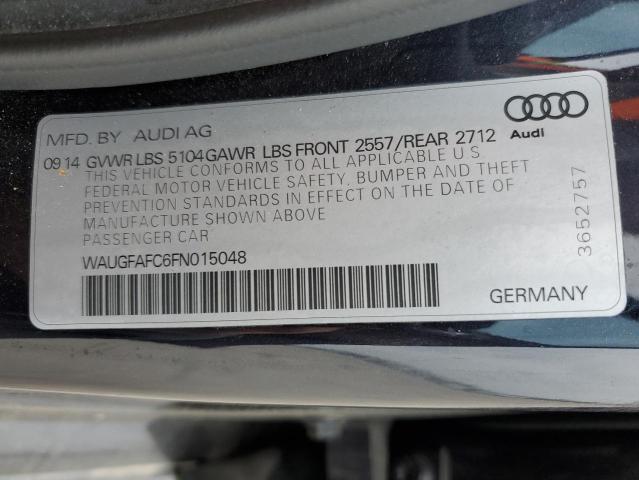 MFD. BY AUDI AG
Audi
09 14 GVWR LBS 5104 GAWR LBS FRONT 2557/REAR 2712
THIS VEHICLE CONFORMS TO ALL APPLICABLE U.S
FEDERAL MOTOR VEHICLE SAFETY, BUMPER AND THEFT
PREVENTION STANDARDS IN EFFECT ON THE DATE OF
MANUFACTURE SHOWN ABOVE
PASSENGER CAR
WAUGFAFC6FN015048
GERMANY
3652757